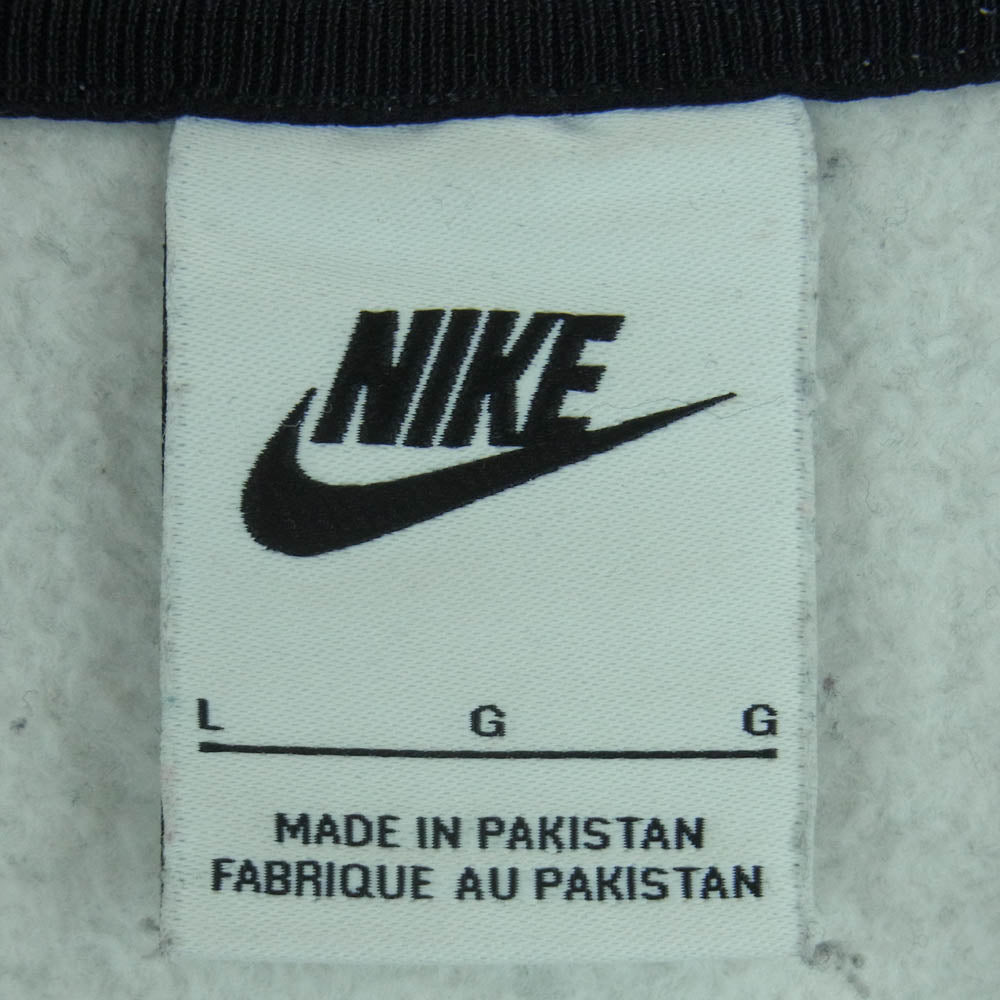 NIKE
L G G
MADE IN PAKISTAN
FABRIQUE AU PAKISTAN